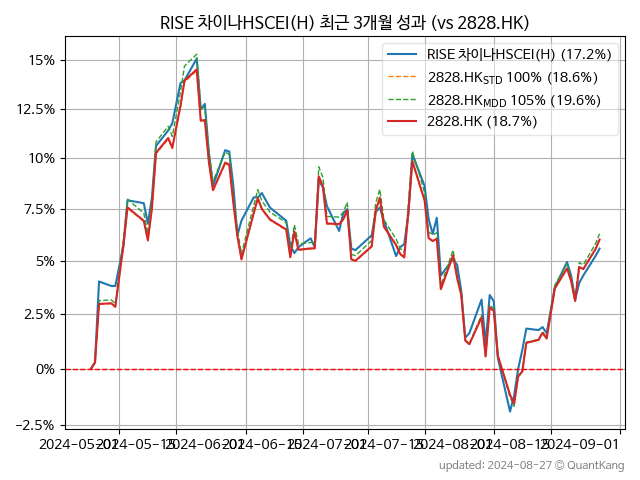 RISE 차이나HSCEI(H) 최근 3개월 성과 (vs 2828.HK)
RISE 차이나HSCEI(H) (17.2%)
2828.HKSTD 100% (18.6%)
2828.HKMDD 105% (19.6%)
2828.HK (18.7%)
15%
12.5%
10%
7.5%
5%
2.5%
0%
−2.5%
2024-05-01 2024-05-15 2024-06-01 2024-06-15 2024-07-01 2024-07-15 2024-08-01 2024-08-15 2024-09-01
updated: 2024-08-27 © QuantKang